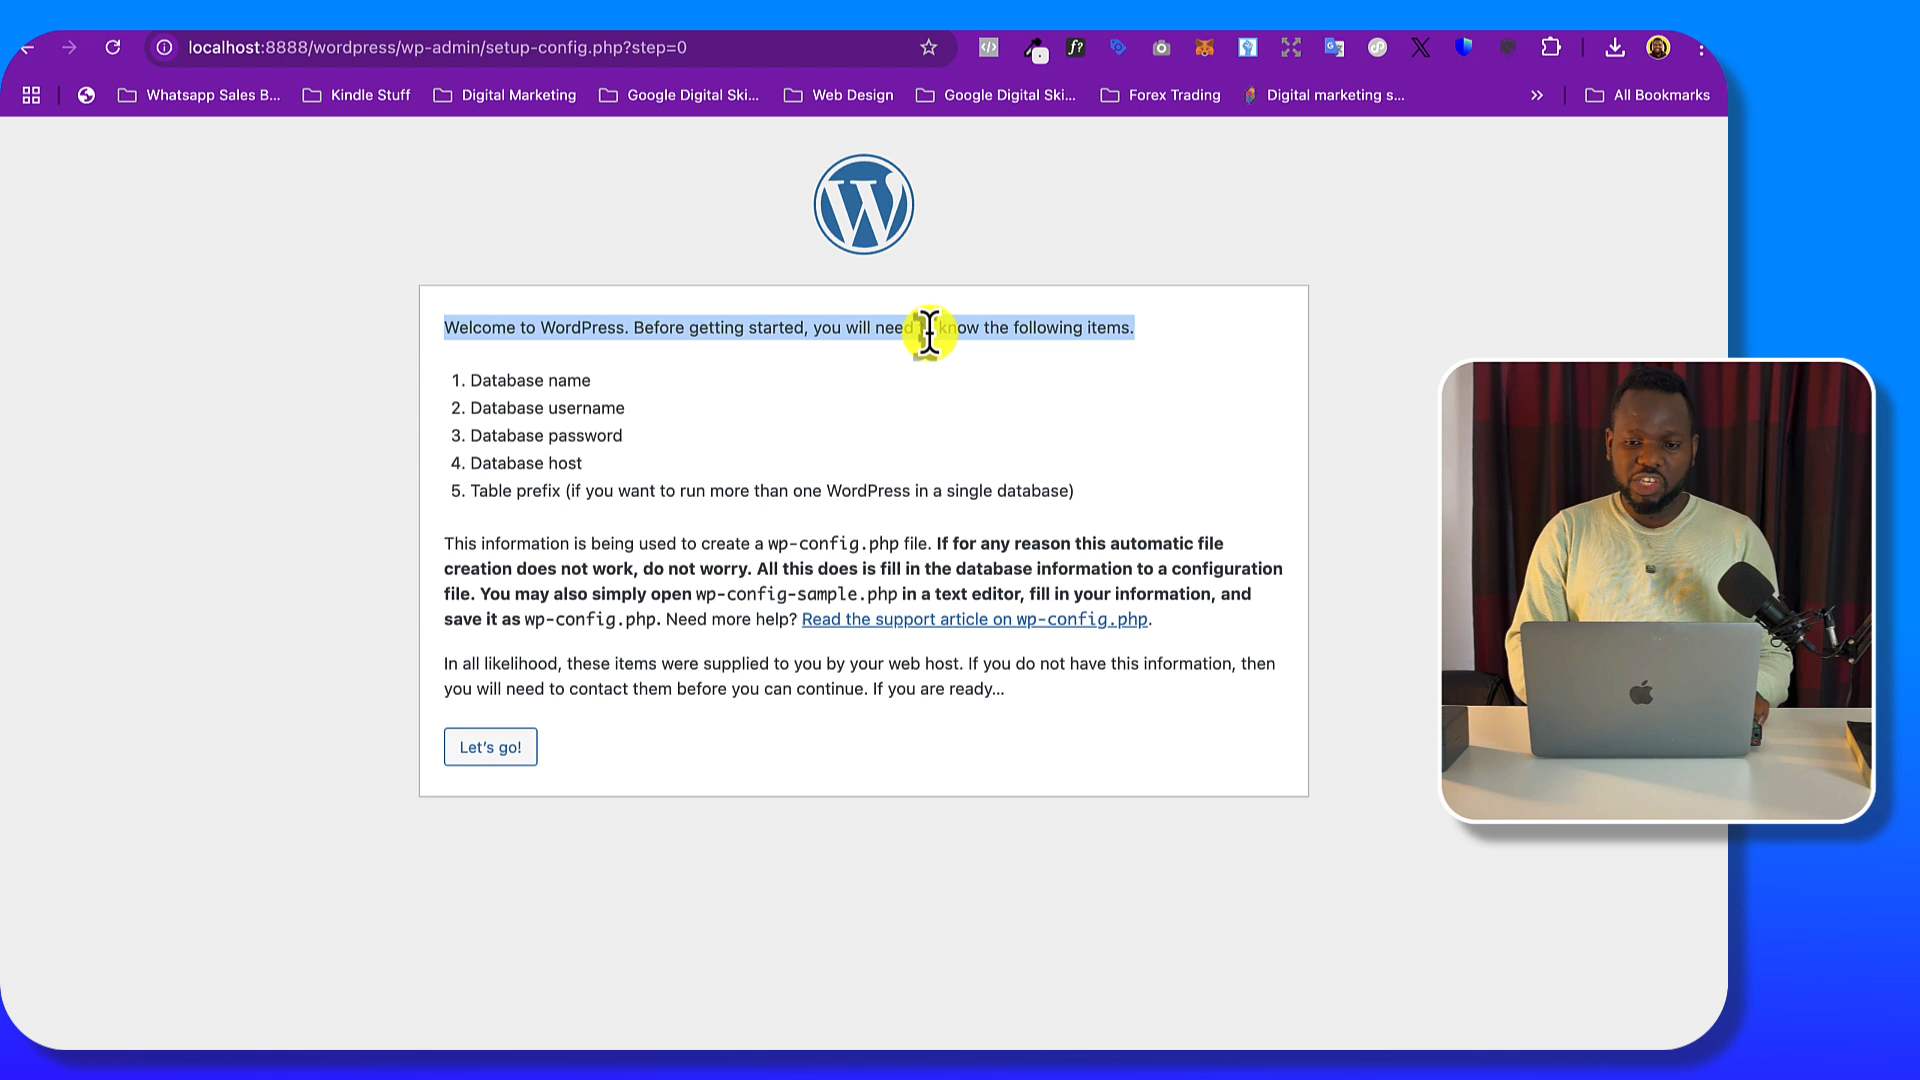 localhost:8888/wordpress/wp-admin/setup-config.php?step=0
Whatsapp Sales B... Kindle Stuff Digital Marketing Google Digital Ski... Web Design Google Digital Ski... Forex Trading Digital marketing s... » All Bookmarks
Welcome to WordPress. Before getting started, you will need know the following items.
1. Database name
2. Database username
3. Database password
4. Database host
5. Table prefix (if you want to run more than one WordPress in a single database)
This information is being used to create a wp-config.php file. If for any reason this automatic file
creation does not work, do not worry. All this does is fill in the database information to a configuration
file. You may also simply open wp-config-sample.php in a text editor, fill in your information, and
save it as wp-config.php. Need more help? Read the support article on wp-config.php.
In all likelihood, these items were supplied to you by your web host. If you do not have this information, then
you will need to contact them before you can continue. If you are ready...
Let's go!